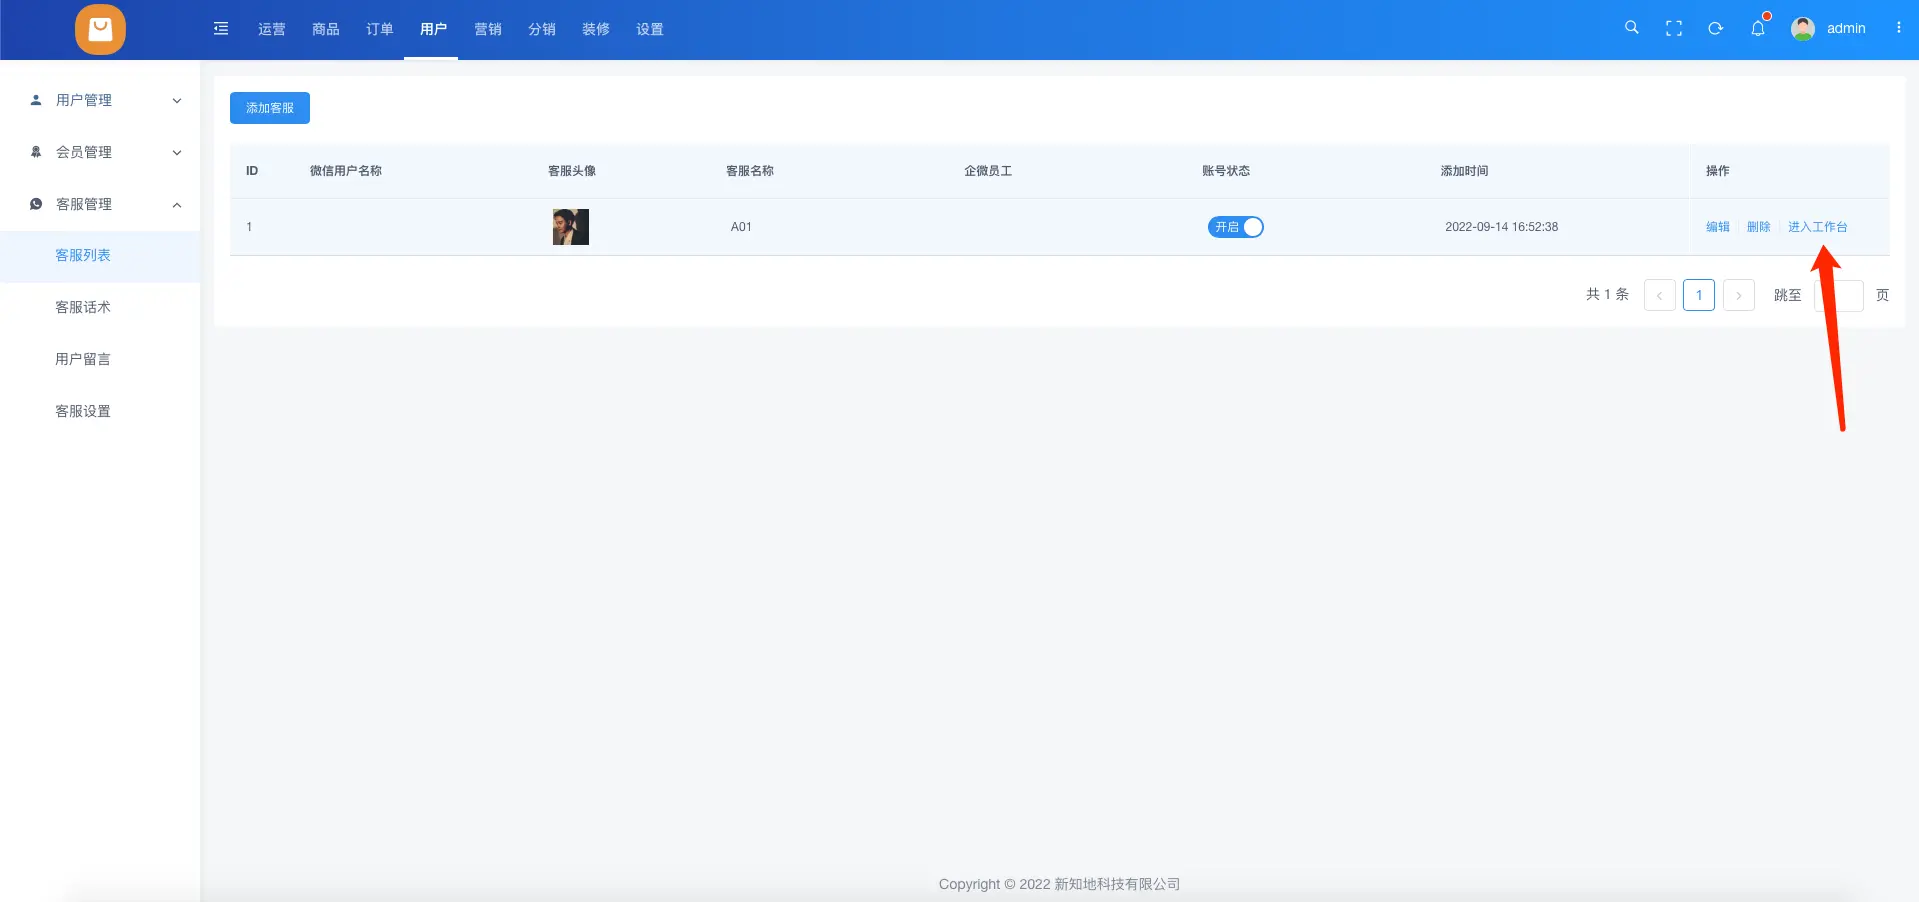 运营 商品 订单 用户 营销 分销 装修 设置 admin
用户管理
会员管理
客服管理
客服列表
客服话术
用户留言
客服设置
添加客服
ID 微信用户名称 客服头像 客服名称 企微员工 账号状态 添加时间 操作
1 A01 开启 2022-09-14 16:52:38 编辑 删除 进入工作台
共 1 条 1 跳至 页
Copyright © 2022 新知地科技有限公司